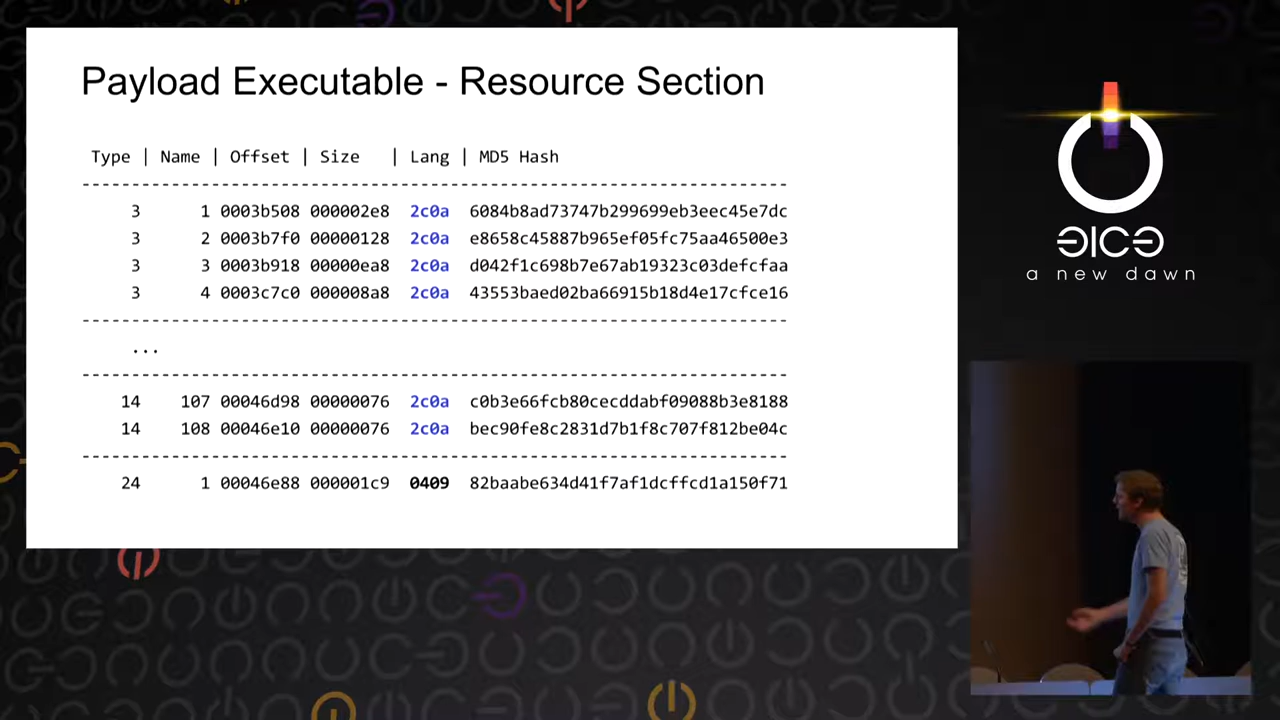 Payload Executable - Resource Section
Type | Name | Offset | Size | Lang | MD5 Hash
-----------------------------------------------------------------------
3 1 0003b508 000002e8 2c0a 6084b8ad73747b299699eb3eec45e7dc
3 2 0003b7f0 00000128 2c0a e8658c45887b965ef05fc75aa46500e3
3 3 0003b918 00000ea8 2c0a d042f1c698b7e67ab19323c03defcfaa
3 4 0003c7c0 000008a8 2c0a 43553baed02ba66915b18d4e17cfce16
-----------------------------------------------------------------------
...
-----------------------------------------------------------------------
14 107 00046d98 00000076 2c0a c0b3e66fcb80cecddabf09088b3e8188
14 108 00046e10 00000076 2c0a bec90fe8c2831d7b1f8c707f812be04c
-----------------------------------------------------------------------
24 1 00046e88 000001c9 0409 82baabe634d41f7af1dcffcd1a150f71
a new dawn